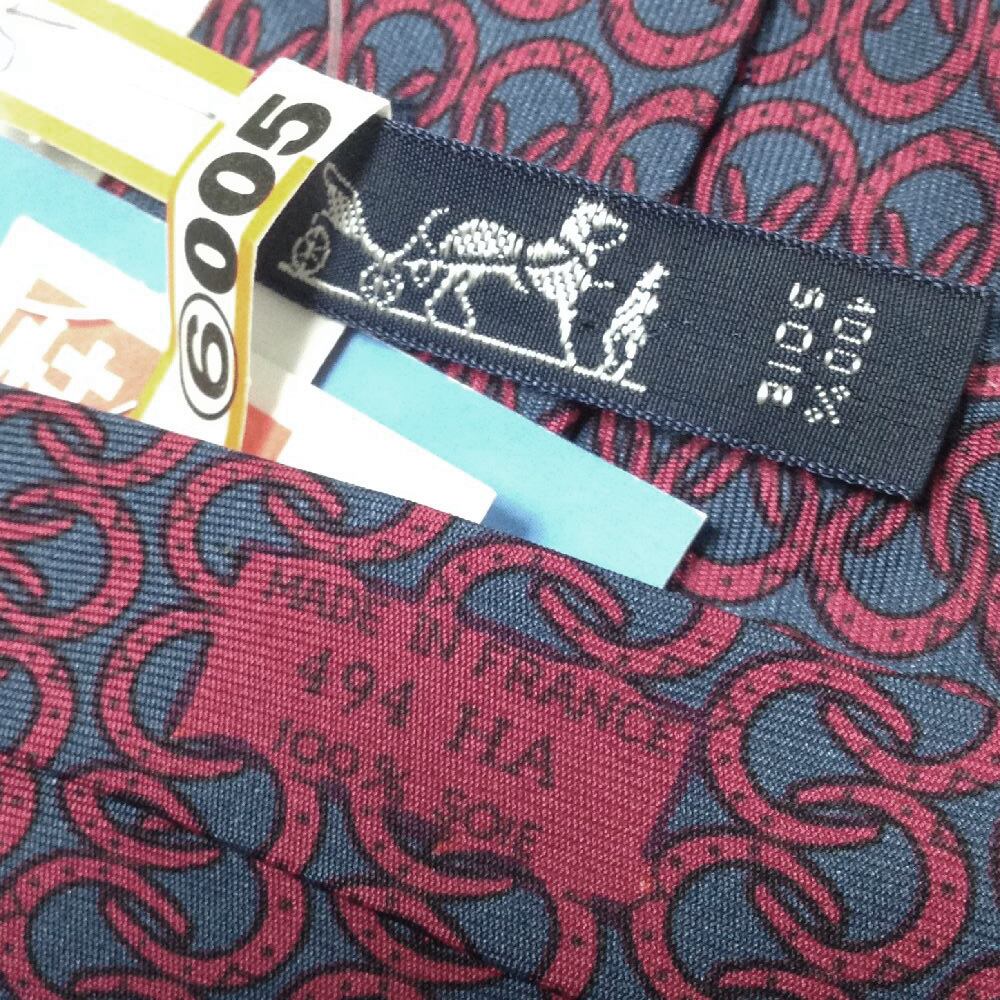 ⑥005
100%
SOIE
MADE IN FRANCE
494 HA
100% SOIE